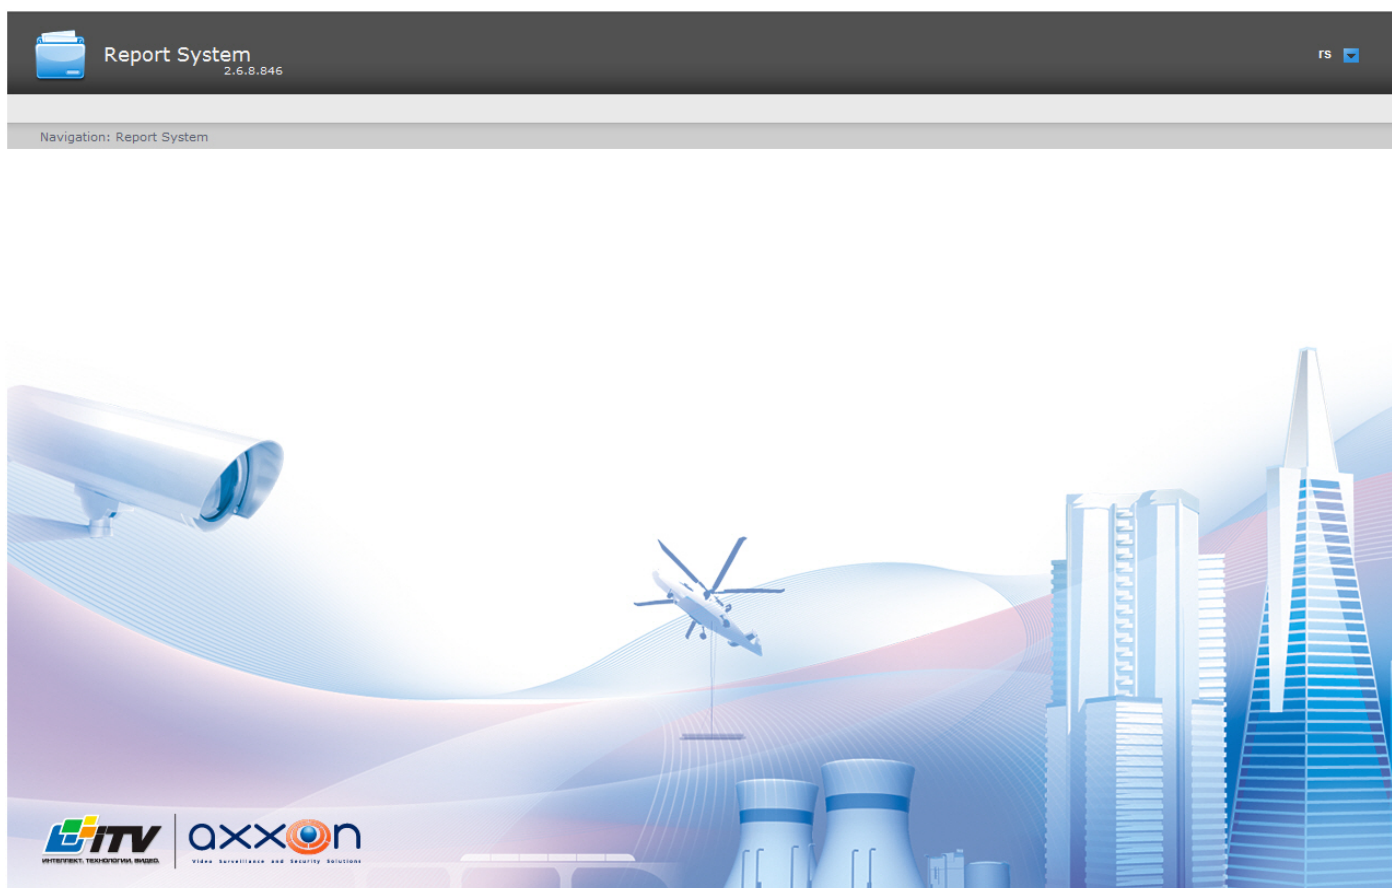 Report System
2.6.8.846
rs
Navigation: Report System
iTV
ИНТЕЛЛЕКТ. ТЕХНОЛОГИИ. ВИДЕО.
axxon
Video Surveillance and Security Solutions